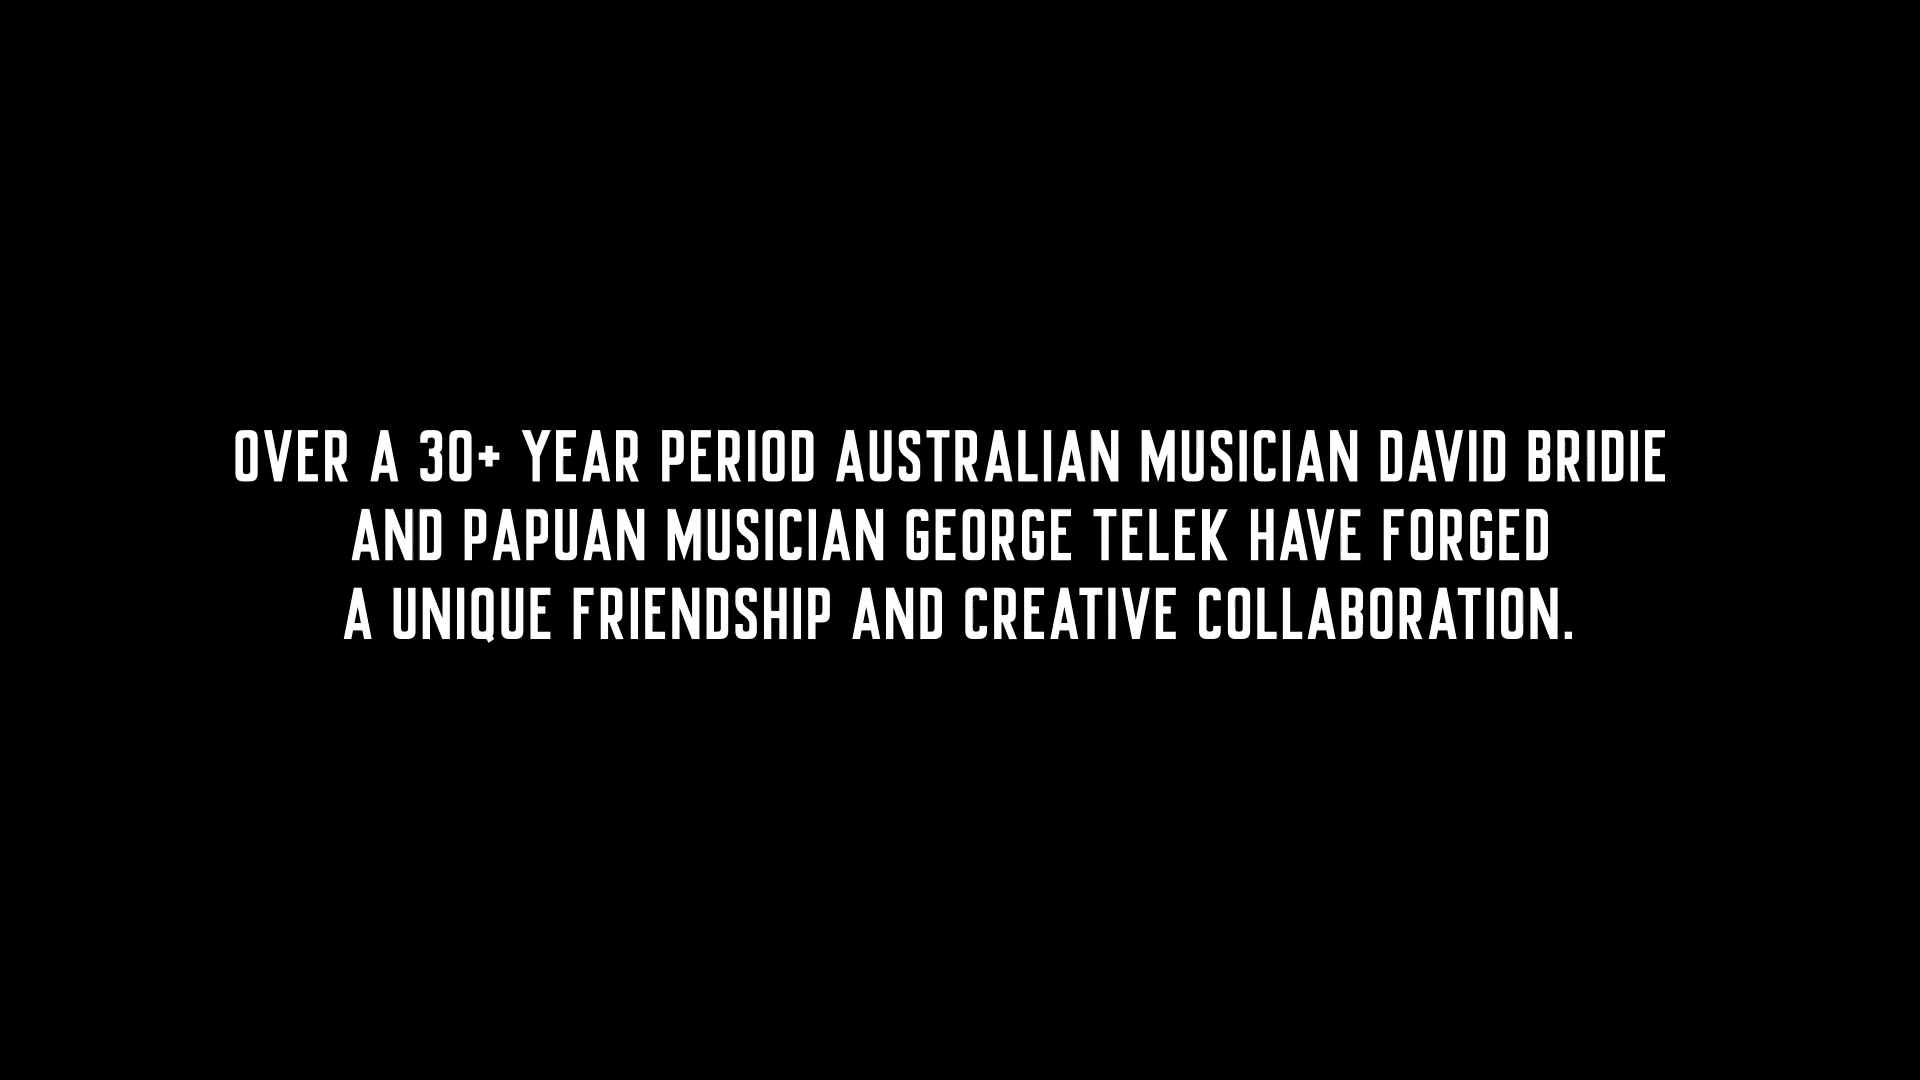 OVER A 30+ YEAR PERIOD AUSTRALIAN MUSICIAN DAVID BRIDIE
AND PAPUAN MUSICIAN GEORGE TELEK HAVE FORGED
A UNIQUE FRIENDSHIP AND CREATIVE COLLABORATION.